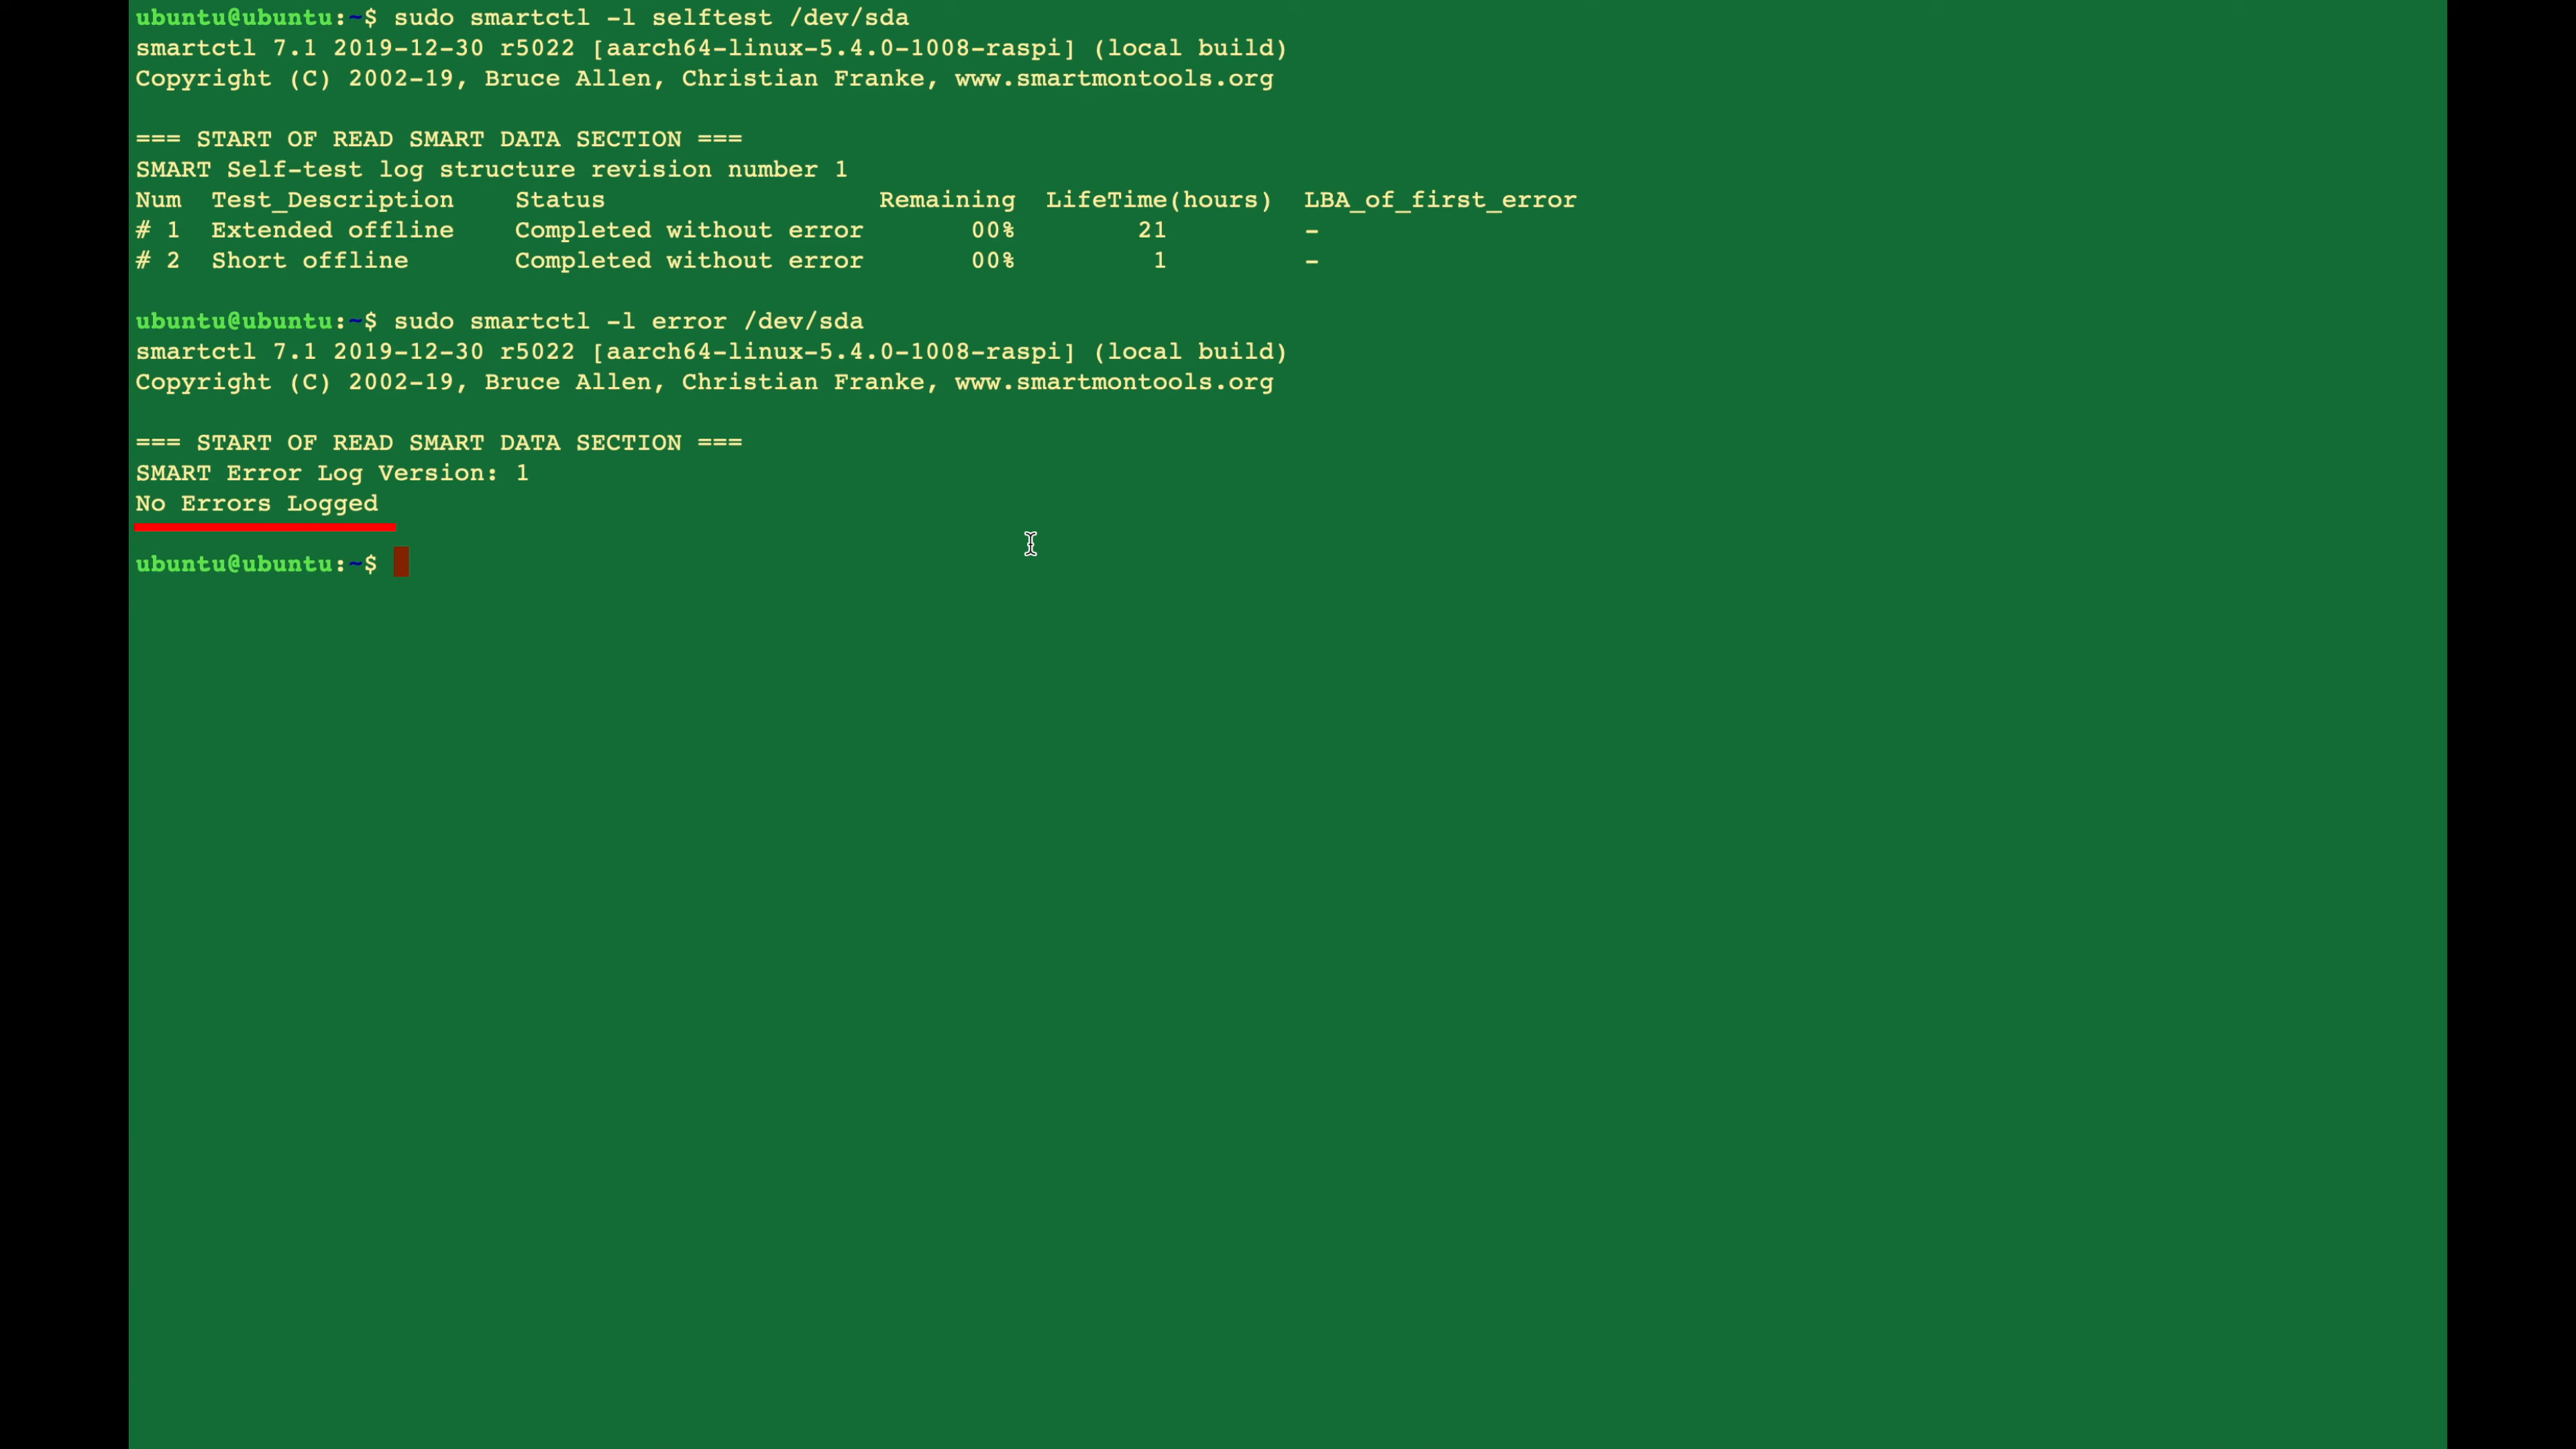 ubuntu@ubuntu:~$ sudo smartctl -l selftest /dev/sda
smartctl 7.1 2019-12-30 r5022 [aarch64-linux-5.4.0-1008-raspi] (local build)
Copyright (C) 2002-19, Bruce Allen, Christian Franke, www.smartmontools.org
=== START OF READ SMART DATA SECTION ===
SMART Self-test log structure revision number 1
Num  Test_Description    Status                  Remaining  LifeTime(hours)  LBA_of_first_error
# 1  Extended offline    Completed without error       00%        21         -
# 2  Short offline       Completed without error       00%         1         -
ubuntu@ubuntu:~$ sudo smartctl -l error /dev/sda
smartctl 7.1 2019-12-30 r5022 [aarch64-linux-5.4.0-1008-raspi] (local build)
Copyright (C) 2002-19, Bruce Allen, Christian Franke, www.smartmontools.org
=== START OF READ SMART DATA SECTION ===
SMART Error Log Version: 1
No Errors Logged
ubuntu@ubuntu:~$